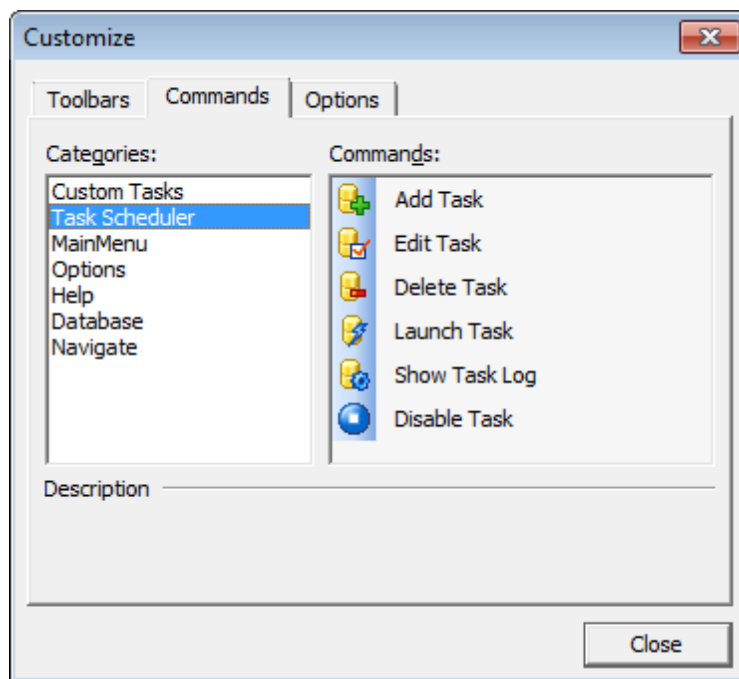 Customize
Toolbars Commands Options
Categories:
Custom Tasks
Task Scheduler
MainMenu
Options
Help
Database
Navigate
Commands:
Add Task
Edit Task
Delete Task
Launch Task
Show Task Log
Disable Task
Description
Close